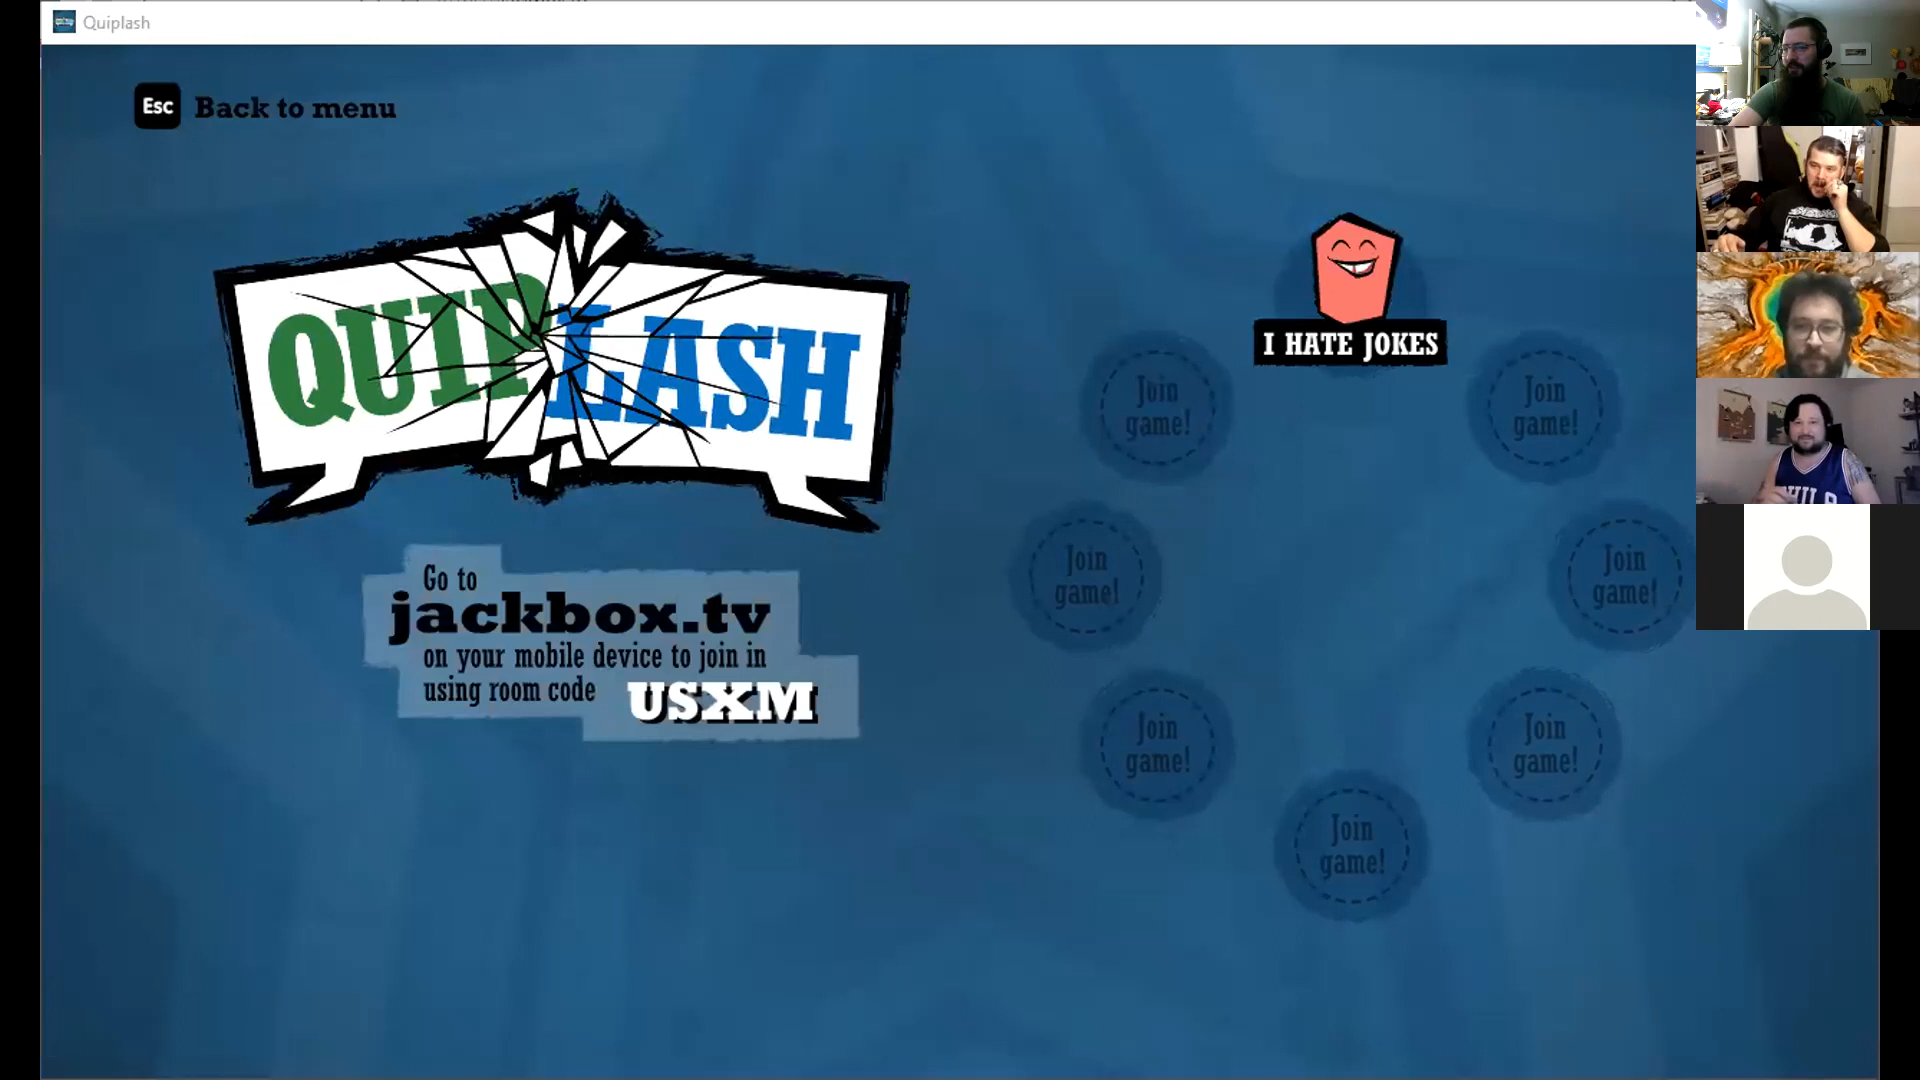 Quiplash
Esc Back to menu
QUIPLASH
I HATE JOKES
Join
game!
Join
game!
Join
game!
Join
game!
Join
game!
Join
game!
Join
game!
Go to
jackbox.tv
on your mobile device to join in
using room code USXM